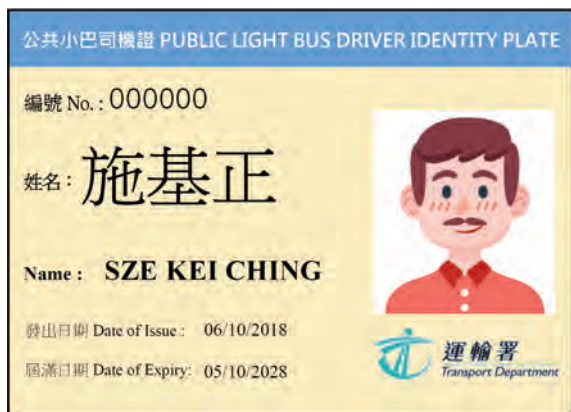 公共小巴司機證 PUBLIC LIGHT BUS DRIVER IDENTITY PLATE
編號 No. : 000000
姓名： 施基正
Name : SZE KEI CHING
發出日期 Date of Issue : 06/10/2018
屆滿日期 Date of Expiry: 05/10/2028
運輸署
Transport Department